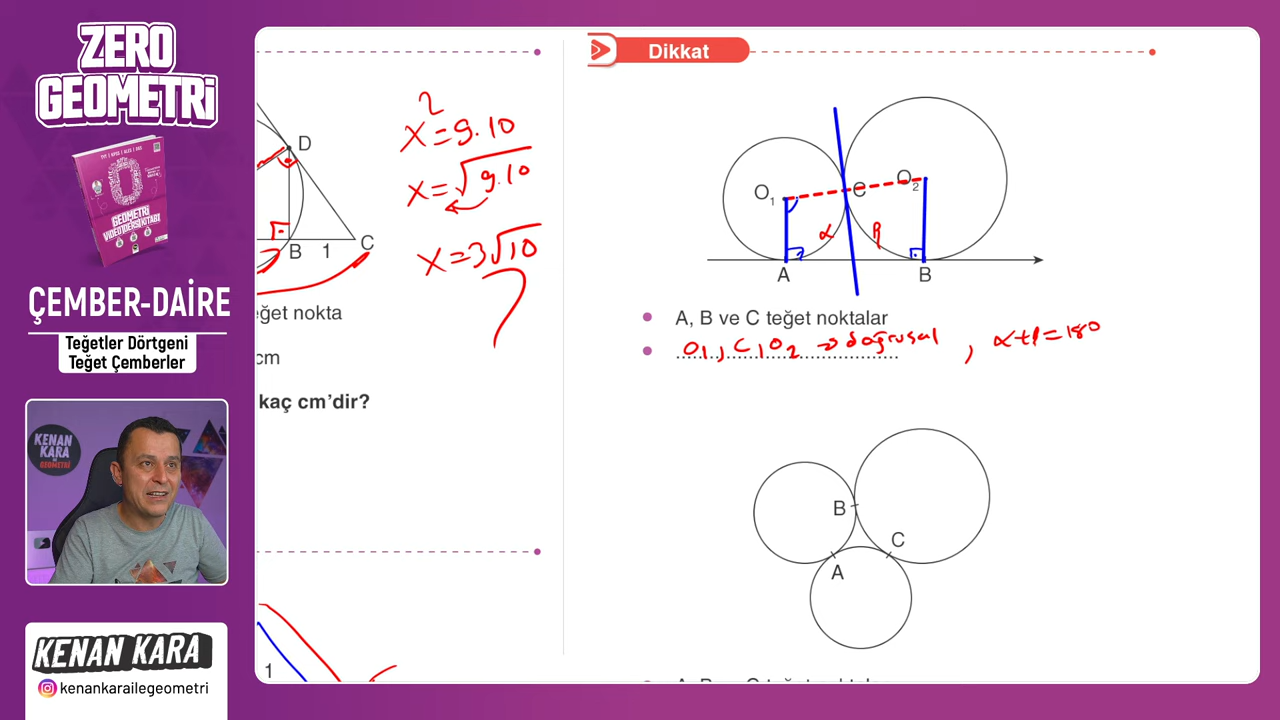 ZERO
GEOMETRİ
GEOMETRİ
VİDEO DERS KİTABI
ÇEMBER-DAİRE
Teğetler Dörtgeni
Teğet Çemberler
KENAN
KARA
GEOMETRİ
KENAN KARA
kenankarailegeometri
D
B 1 C
eğet nokta
cm
kaç cm’dir?
1
x² = 9.10
x = √9.10
x = 3√10
Dikkat
O₁ C O₂
α β
A B
A, B ve C teğet noktalar
O₁, C, O₂ → doğrusal , α+β=180
B
C
A